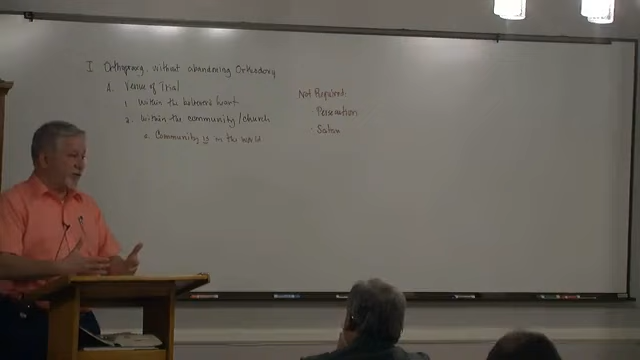 I Orthopraxy without abandoning Orthodoxy
A. Venue of Trial
1. Within the believers heart
2. Within the community/church
a. Community is in the world
Not Prevalent:
Persecution
Satan